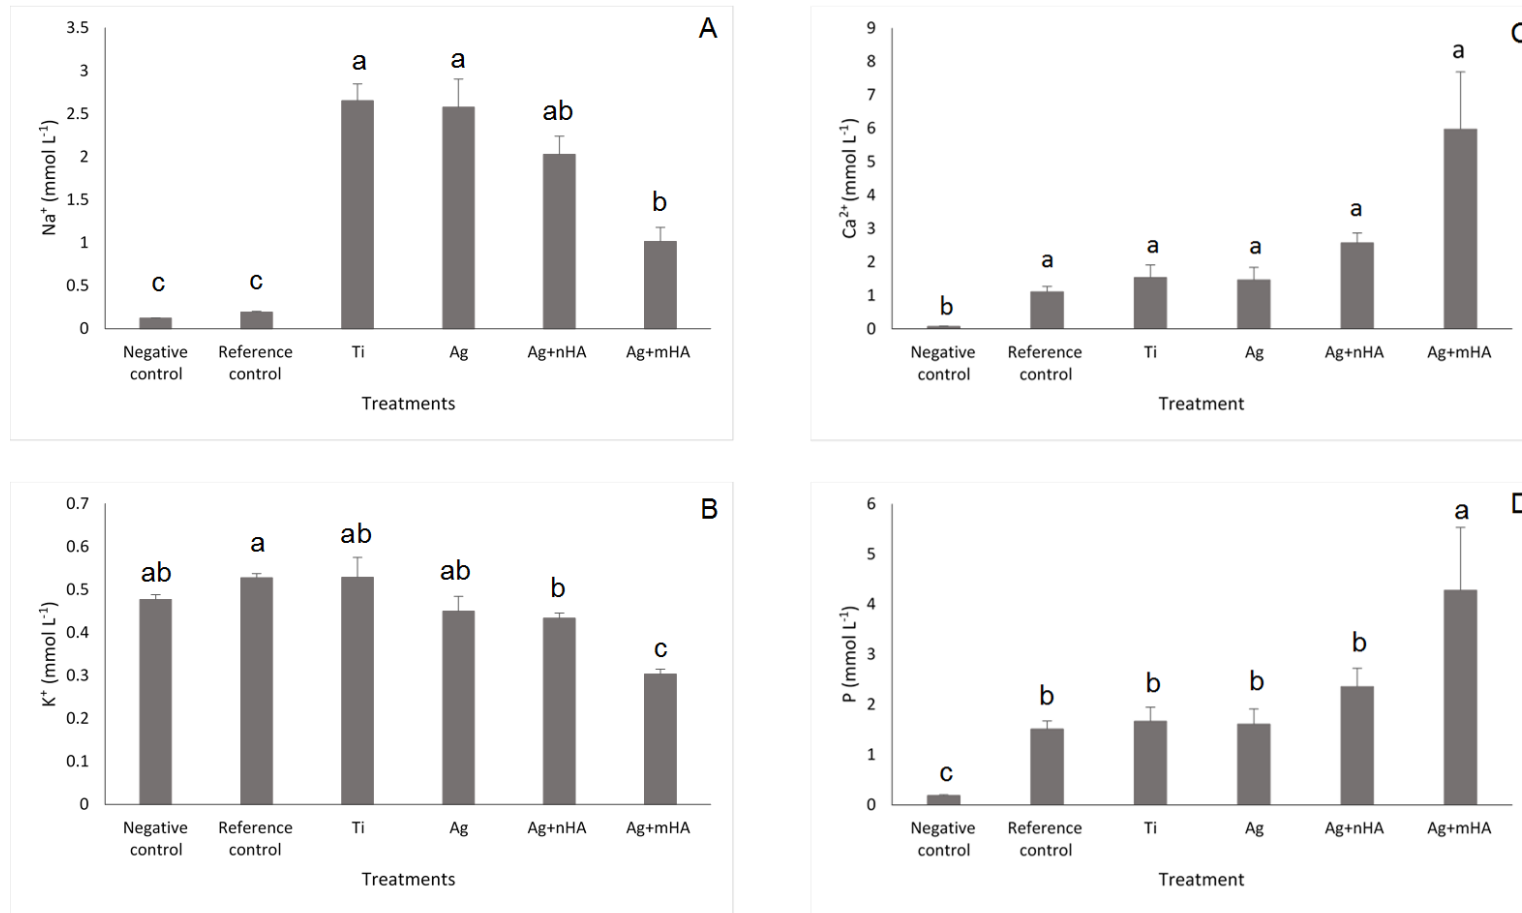 A
3.5
3
2.5
2
1.5
1
0.5
0
Na⁺ (mmol L⁻¹)
c
c
a
a
ab
b
Negative control
Reference control
Ti
Ag
Ag+nHA
Ag+mHA
Treatments
C
9
8
7
6
5
4
3
2
1
0
Ca²⁺ (mmol L⁻¹)
b
a
a
a
a
a
Negative control
Reference control
Ti
Ag
Ag+nHA
Ag+mHA
Treatment
B
0.7
0.6
0.5
0.4
0.3
0.2
0.1
0
K⁺ (mmol L⁻¹)
ab
a
ab
ab
b
c
Negative control
Reference control
Ti
Ag
Ag+nHA
Ag+mHA
Treatments
D
6
5
4
3
2
1
0
P (mmol L⁻¹)
c
b
b
b
b
a
Negative control
Reference control
Ti
Ag
Ag+nHA
Ag+mHA
Treatment